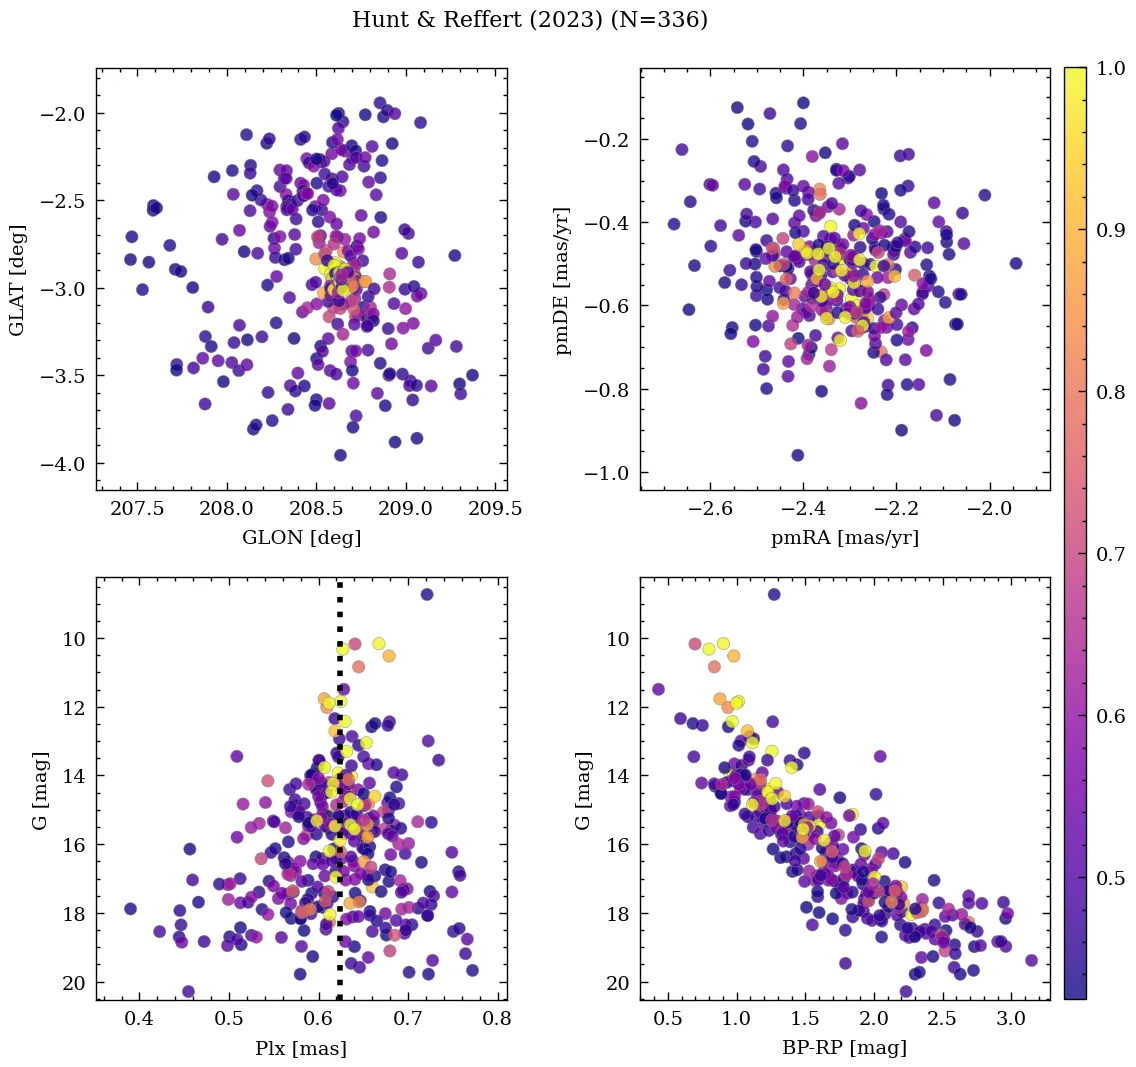 Hunt & Reffert (2023) (N=336)
−2.0
−2.5
−3.0
−3.5
−4.0
GLAT [deg]
207.5 208.0 208.5 209.0 209.5
GLON [deg]
−0.2
−0.4
−0.6
−0.8
−1.0
pmDE [mas/yr]
−2.6 −2.4 −2.2 −2.0
pmRA [mas/yr]
1.0
0.9
0.8
0.7
0.6
0.5
10
12
14
16
18
20
G [mag]
0.4 0.5 0.6 0.7 0.8
Plx [mas]
10
12
14
16
18
20
G [mag]
0.5 1.0 1.5 2.0 2.5 3.0
BP-RP [mag]